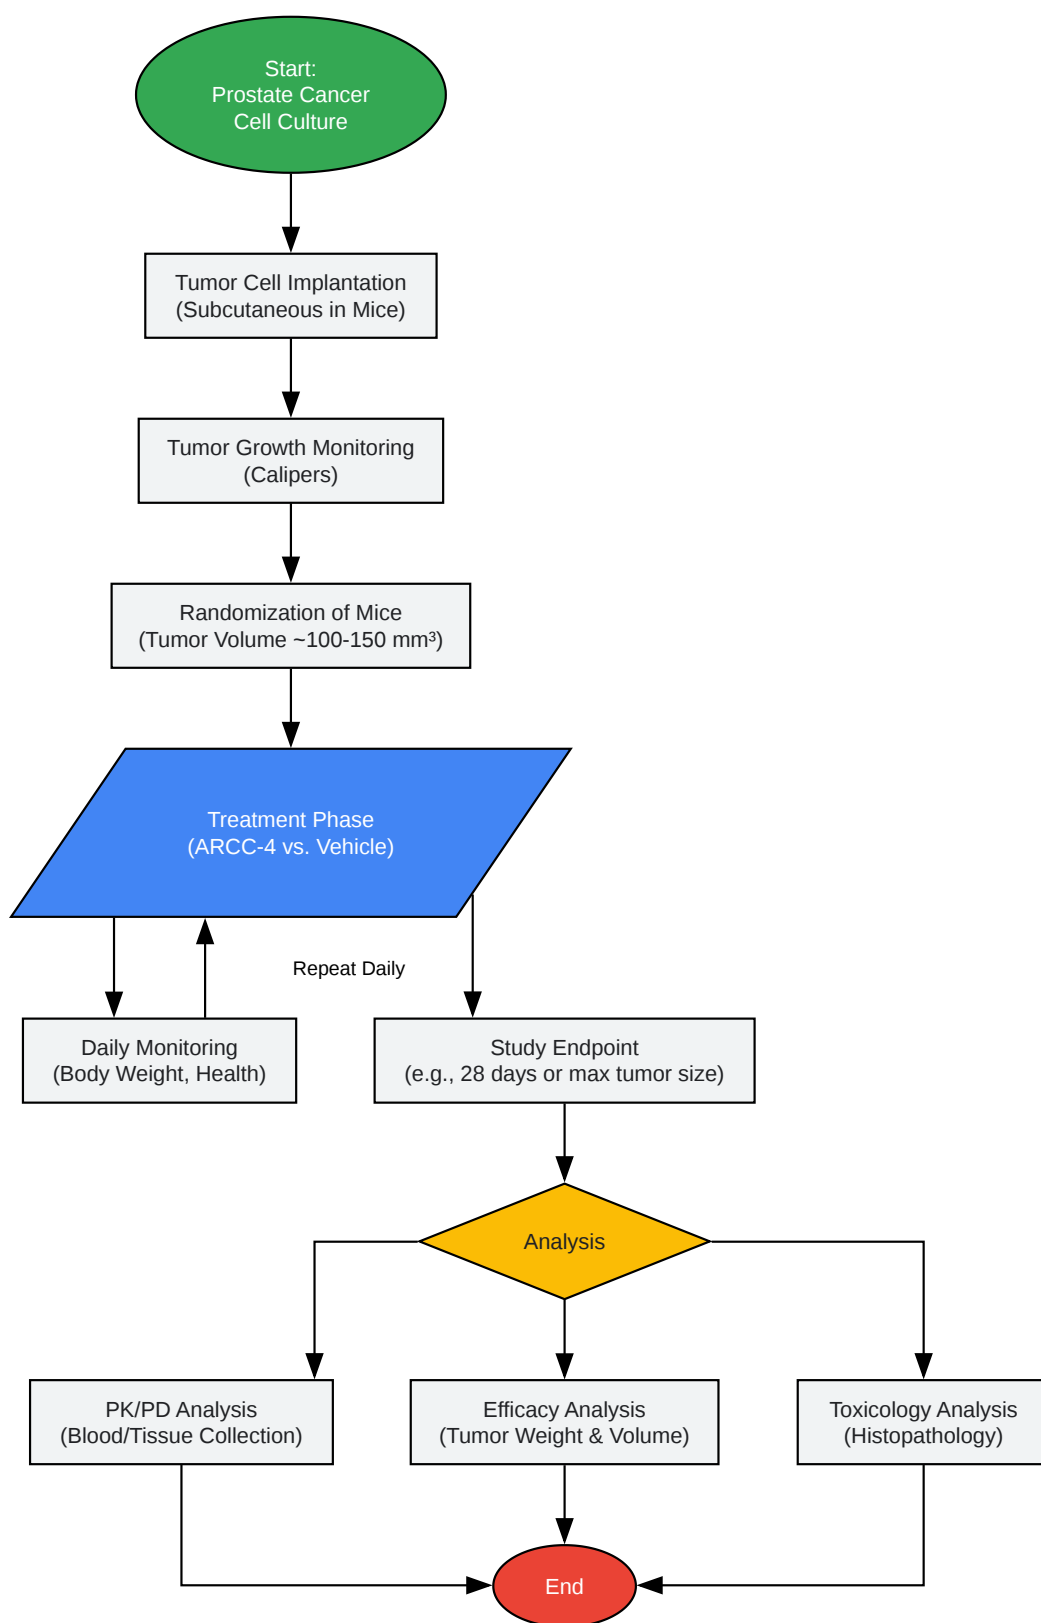 Start:
Prostate Cancer
Cell Culture
Tumor Cell Implantation
(Subcutaneous in Mice)
Tumor Growth Monitoring
(Calipers)
Randomization of Mice
(Tumor Volume ~100-150 mm³)
Treatment Phase
(ARCC-4 vs. Vehicle)
Repeat Daily
Daily Monitoring
(Body Weight, Health)
Study Endpoint
(e.g., 28 days or max tumor size)
Analysis
PK/PD Analysis
(Blood/Tissue Collection)
Efficacy Analysis
(Tumor Weight & Volume)
Toxicology Analysis
(Histopathology)
End